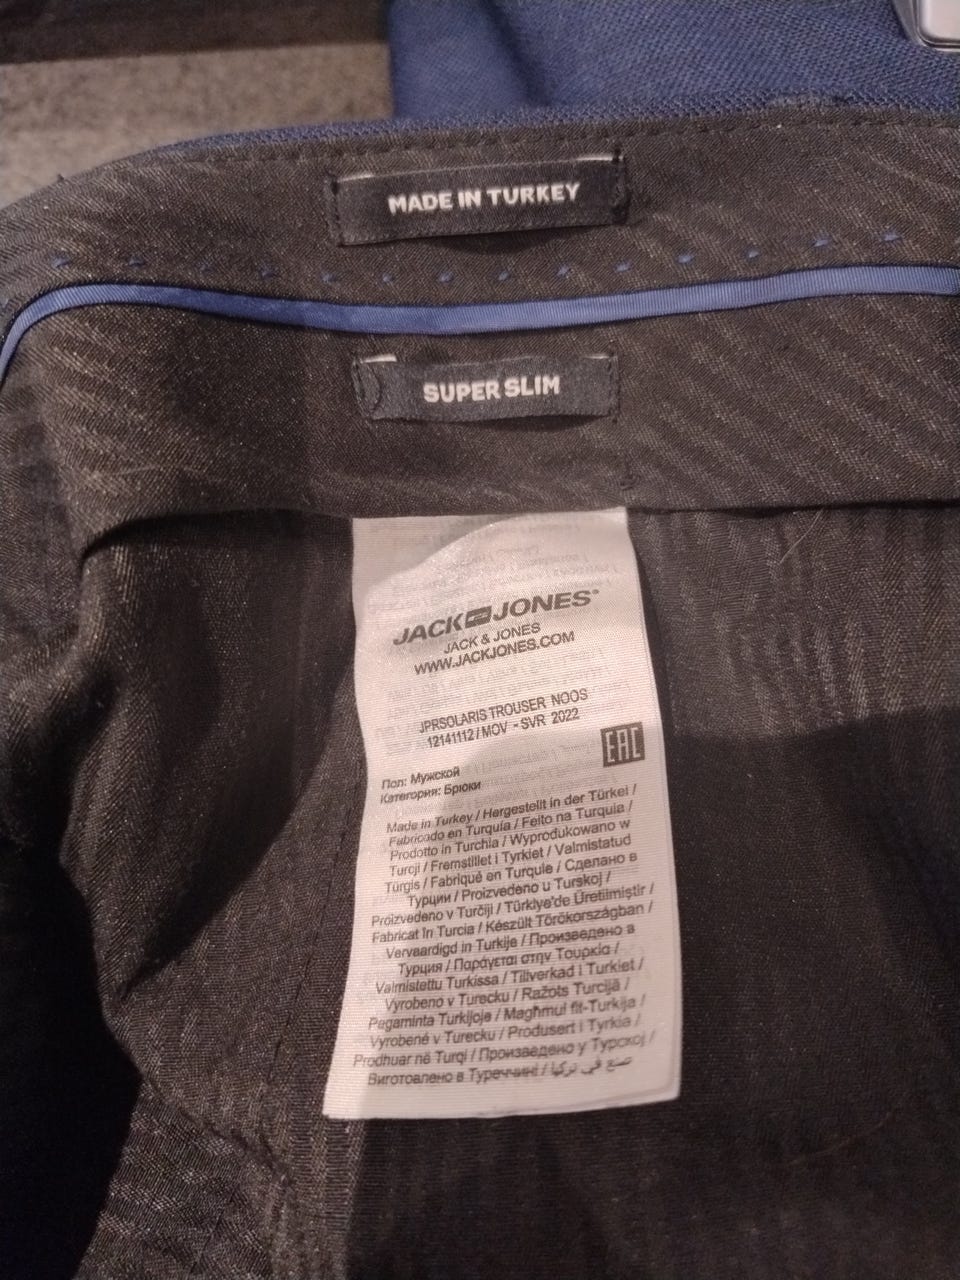 MADE IN TURKEY
SUPER SLIM
JACK JONES®
JACK & JONES
WWW.JACKJONES.COM
JPRSOLARIS TROUSER NOOS
12141112 / MOV - SVR 2022
EAC
Пол: Мужской
Категория: Брюки
Made in Turkey / Hergestellt in der Türkei /
Fabricado en Turquía / Feito na Turquia /
Prodotto in Turchia / Wyprodukowano w
Turcji / Fremstillet i Tyrkiet / Valmistatud
Türgis / Fabriqué en Turquie / Сделано в
Турции / Proizvedeno u Turskoj /
Proizvedeno v Turčiji / Türkiye'de Üretilmiştir /
Fabricat în Turcia / Készült Törökországban /
Vervaardigd in Turkije / Произведено в
Турция / Παράγεται στην Τουρκία /
Valmistettu Turkissa / Tillverkad i Turkiet /
Vyrobeno v Turecku / Ražots Turcijā /
Pagaminta Turkijoje / Magħmul fit-Turkija /
Vyrobené v Turecku / Produsert i Tyrkia /
Prodhuar në Turqi / Произведено у Турској /
Виготовлено в Туреччині / صنع في تركيا